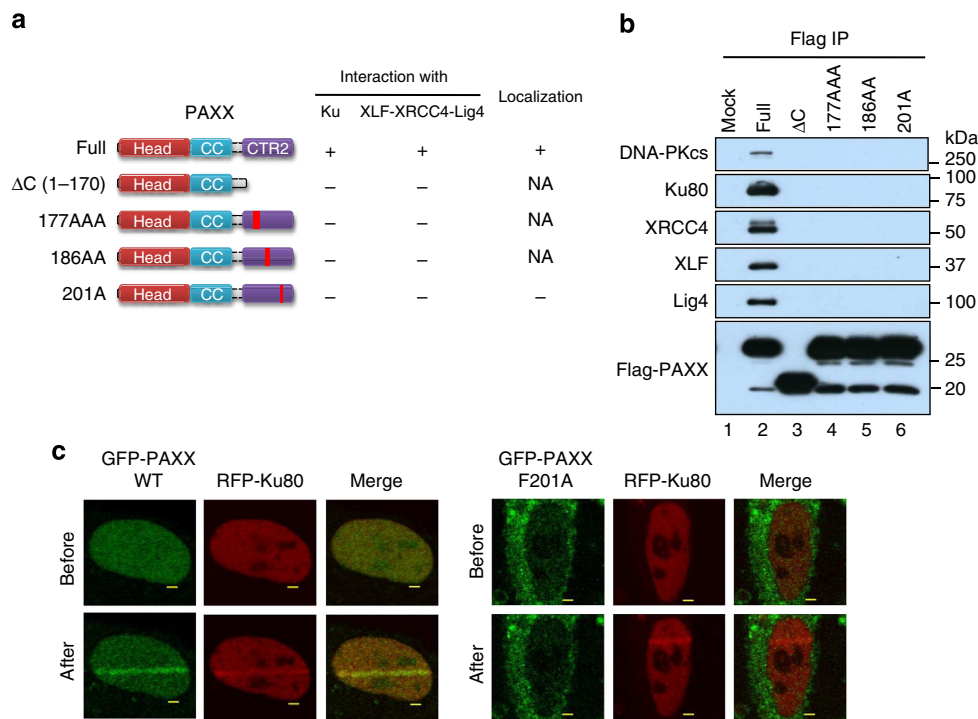 a
Interaction with
PAXX Ku XLF-XRCC4-Lig4 Localization
Full Head CC CTR2 + + +
ΔC (1–170) Head CC – – NA
177AAA Head CC – – NA
186AA Head CC – – NA
201A Head CC – – –
b
Flag IP
Mock Full ΔC 177AAA 186AA 201A
kDa
DNA-PKcs 250
Ku80 100 75
XRCC4 50
XLF 37
Lig4 100
Flag-PAXX 25 20
1 2 3 4 5 6
c
GFP-PAXX WT RFP-Ku80 Merge
Before
After
GFP-PAXX F201A RFP-Ku80 Merge
Before
After